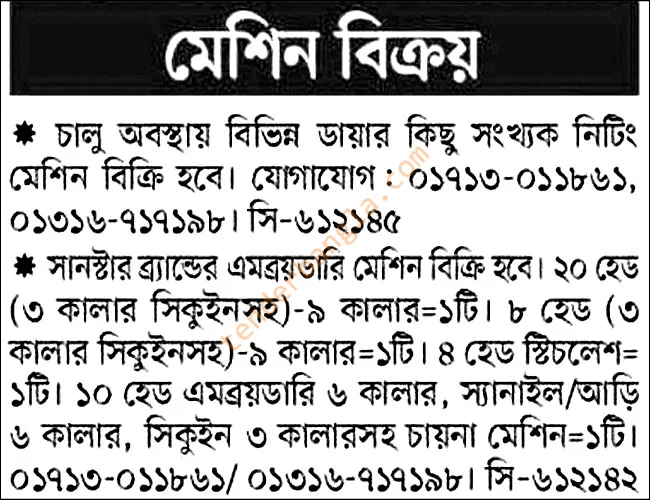 মেশিন বিক্রয়
✷ চালু অবস্থায় বিভিন্ন ডায়ার কিছু সংখ্যক নিটিং
মেশিন বিক্রি হবে। যোগাযোগ : ০১৭১৩-০১১৮৬১,
০১৩১৬-৭১৭১৯৮। সি-৬১২১৪৫
✷ সানস্টার ব্র্যান্ডের এমব্রয়ডারি মেশিন বিক্রি হবে। ২০ হেড
(৩ কালার সিকুইনসহ)-৯ কালার=১টি। ৮ হেড (৩
কালার সিকুইনসহ)-৯ কালার=১টি। ৪ হেড স্টিচলেশ=
১টি। ১০ হেড এমব্রয়ডারি ৬ কালার, স্যানাইল/আড়ি
৬ কালার, সিকুইন ৩ কালারসহ চায়না মেশিন=১টি।
০১৭১৩-০১১৮৬১/ ০১৩১৬-৭১৭১৯৮। সি-৬১২১৪২
tenderbangla.com